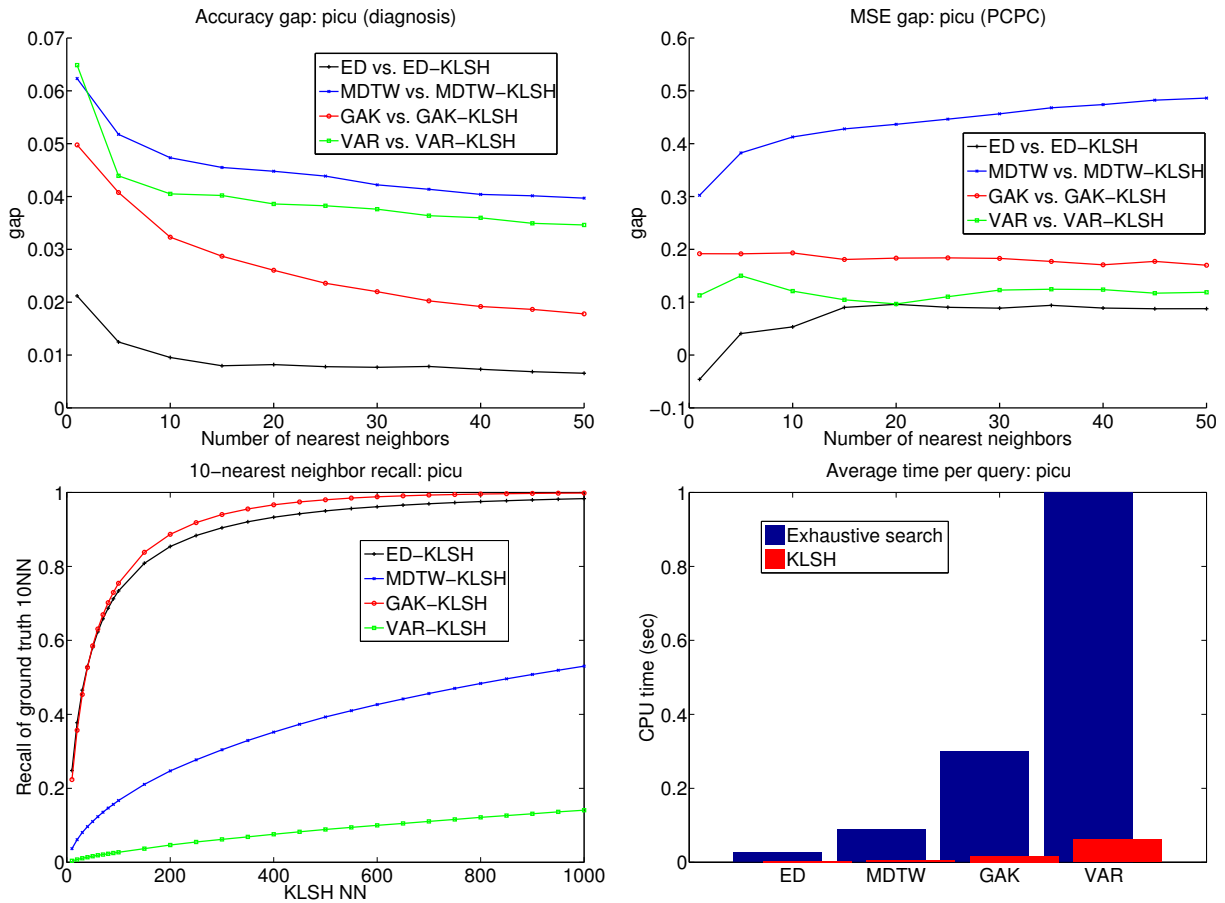 Accuracy gap: picu (diagnosis)
0.07
0.06
0.05
0.04
0.03
0.02
0.01
0
gap
ED vs. ED−KLSH
MDTW vs. MDTW−KLSH
GAK vs. GAK−KLSH
VAR vs. VAR−KLSH
0 10 20 30 40 50
Number of nearest neighbors
MSE gap: picu (PCPC)
0.6
0.5
0.4
0.3
0.2
0.1
0
−0.1
gap
ED vs. ED−KLSH
MDTW vs. MDTW−KLSH
GAK vs. GAK−KLSH
VAR vs. VAR−KLSH
0 10 20 30 40 50
Number of nearest neighbors
10−nearest neighbor recall: picu
1
0.8
0.6
0.4
0.2
0
Recall of ground truth 10NN
ED−KLSH
MDTW−KLSH
GAK−KLSH
VAR−KLSH
0 200 400 600 800 1000
KLSH NN
Average time per query: picu
1
0.8
0.6
0.4
0.2
0
CPU time (sec)
Exhaustive search
KLSH
ED MDTW GAK VAR